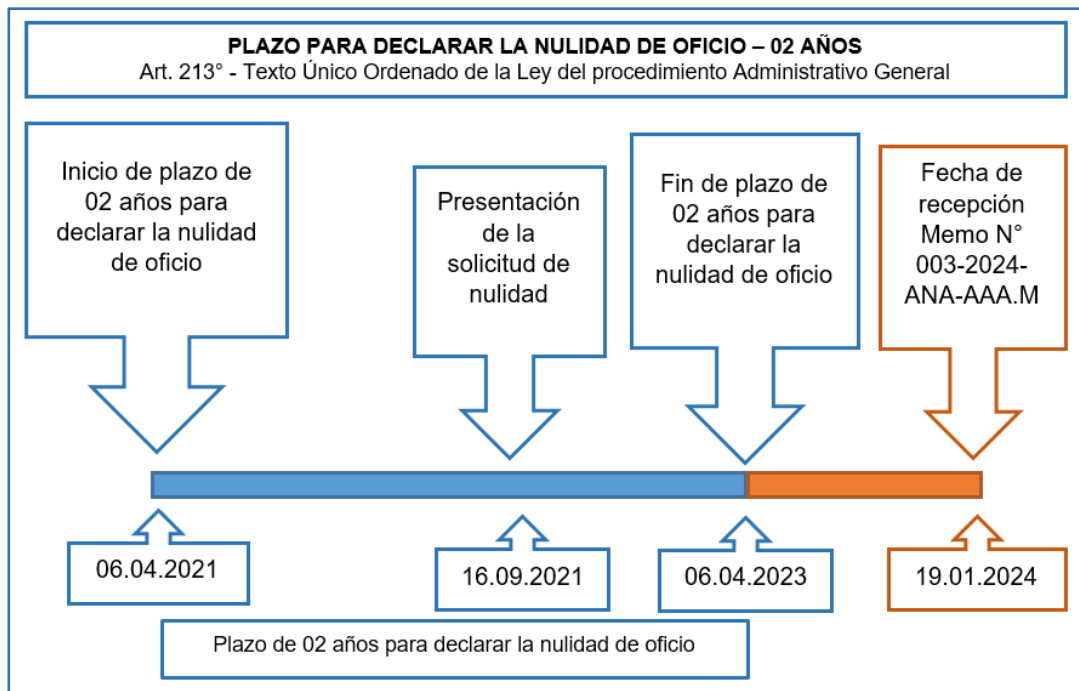 PLAZO PARA DECLARAR LA NULIDAD DE OFICIO – 02 AÑOS
Art. 213° - Texto Único Ordenado de la Ley del procedimiento Administrativo General
Inicio de plazo de
02 años para
declarar la nulidad
de oficio
Presentación
de la
solicitud de
nulidad
Fin de plazo de
02 años para
declarar la
nulidad de oficio
Fecha de
recepción
Memo N°
003-2024-
ANA-AAA.M
06.04.2021
16.09.2021
06.04.2023
19.01.2024
Plazo de 02 años para declarar la nulidad de oficio